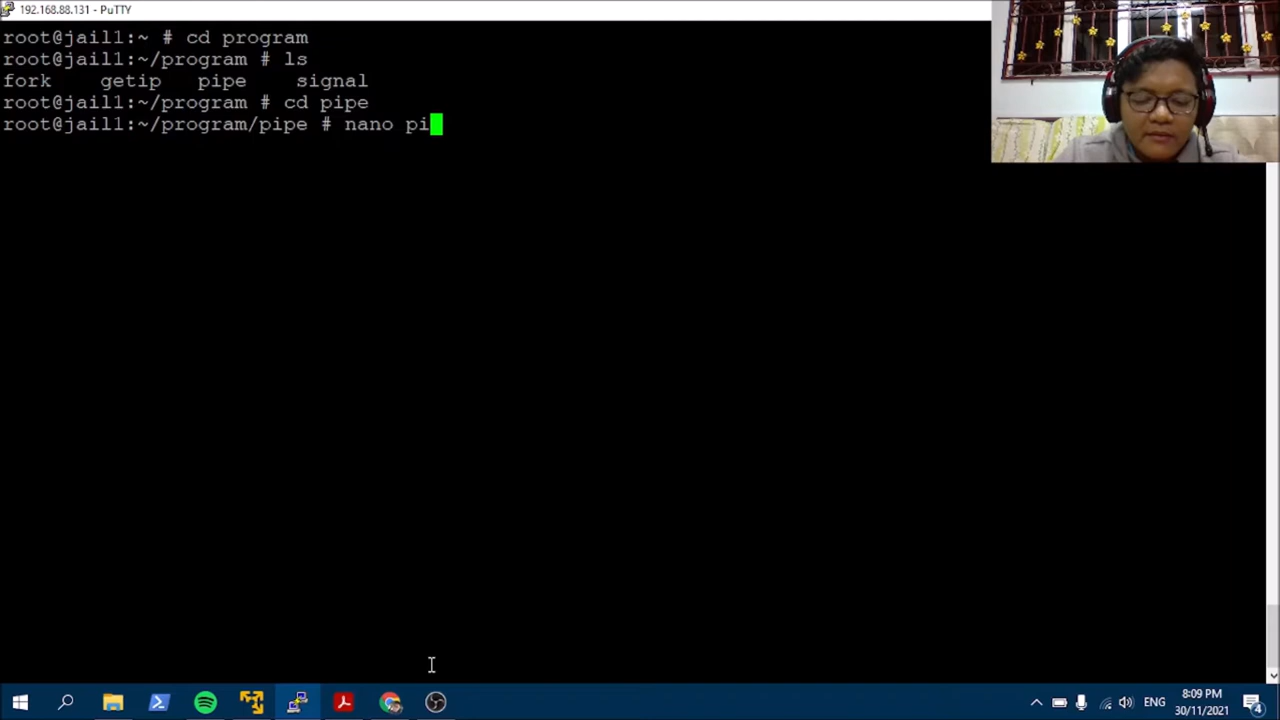 192.168.88.131 - PuTTY
root@jail1:~ # cd program
root@jail1:~/program # ls
fork getip pipe signal
root@jail1:~/program # cd pipe
root@jail1:~/program/pipe # nano pi
ENG
8:09 PM
30/11/2021
4